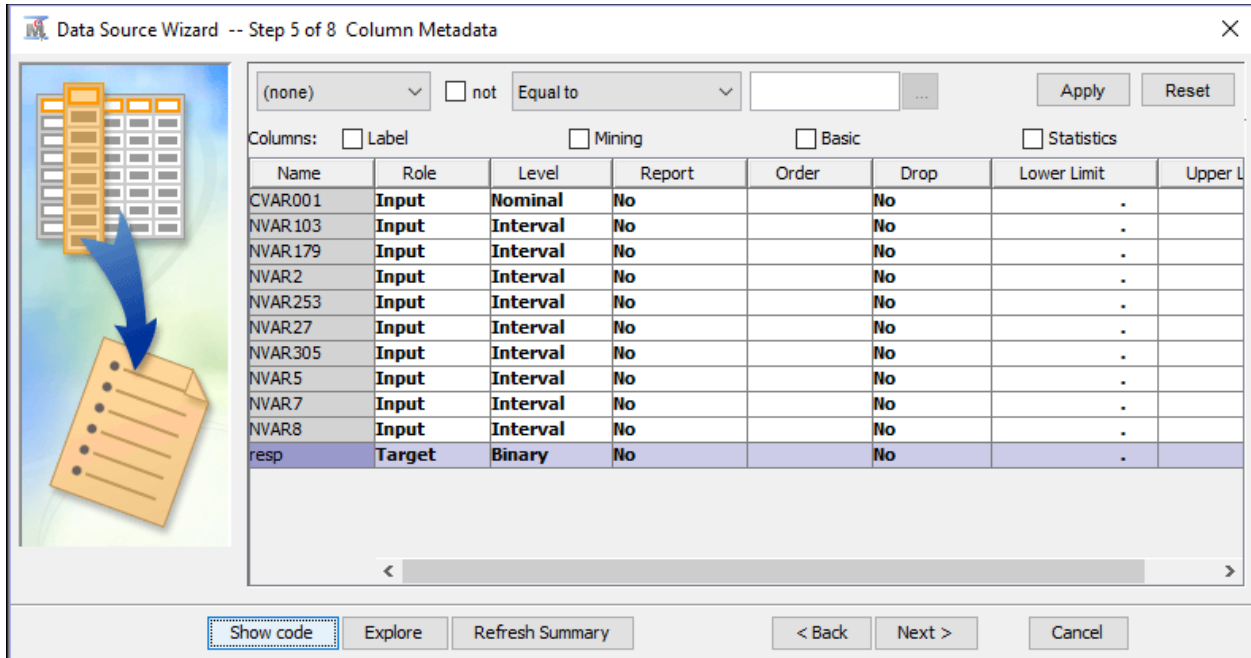 Data Source Wizard -- Step 5 of 8 Column Metadata
(none) not Equal to ... Apply Reset
Columns: Label Mining Basic Statistics
Name Role Level Report Order Drop Lower Limit Upper L
CVAR001 Input Nominal No No .
NVAR103 Input Interval No No .
NVAR179 Input Interval No No .
NVAR2 Input Interval No No .
NVAR253 Input Interval No No .
NVAR27 Input Interval No No .
NVAR305 Input Interval No No .
NVAR5 Input Interval No No .
NVAR7 Input Interval No No .
NVAR8 Input Interval No No .
resp Target Binary No No .
Show code Explore Refresh Summary < Back Next > Cancel